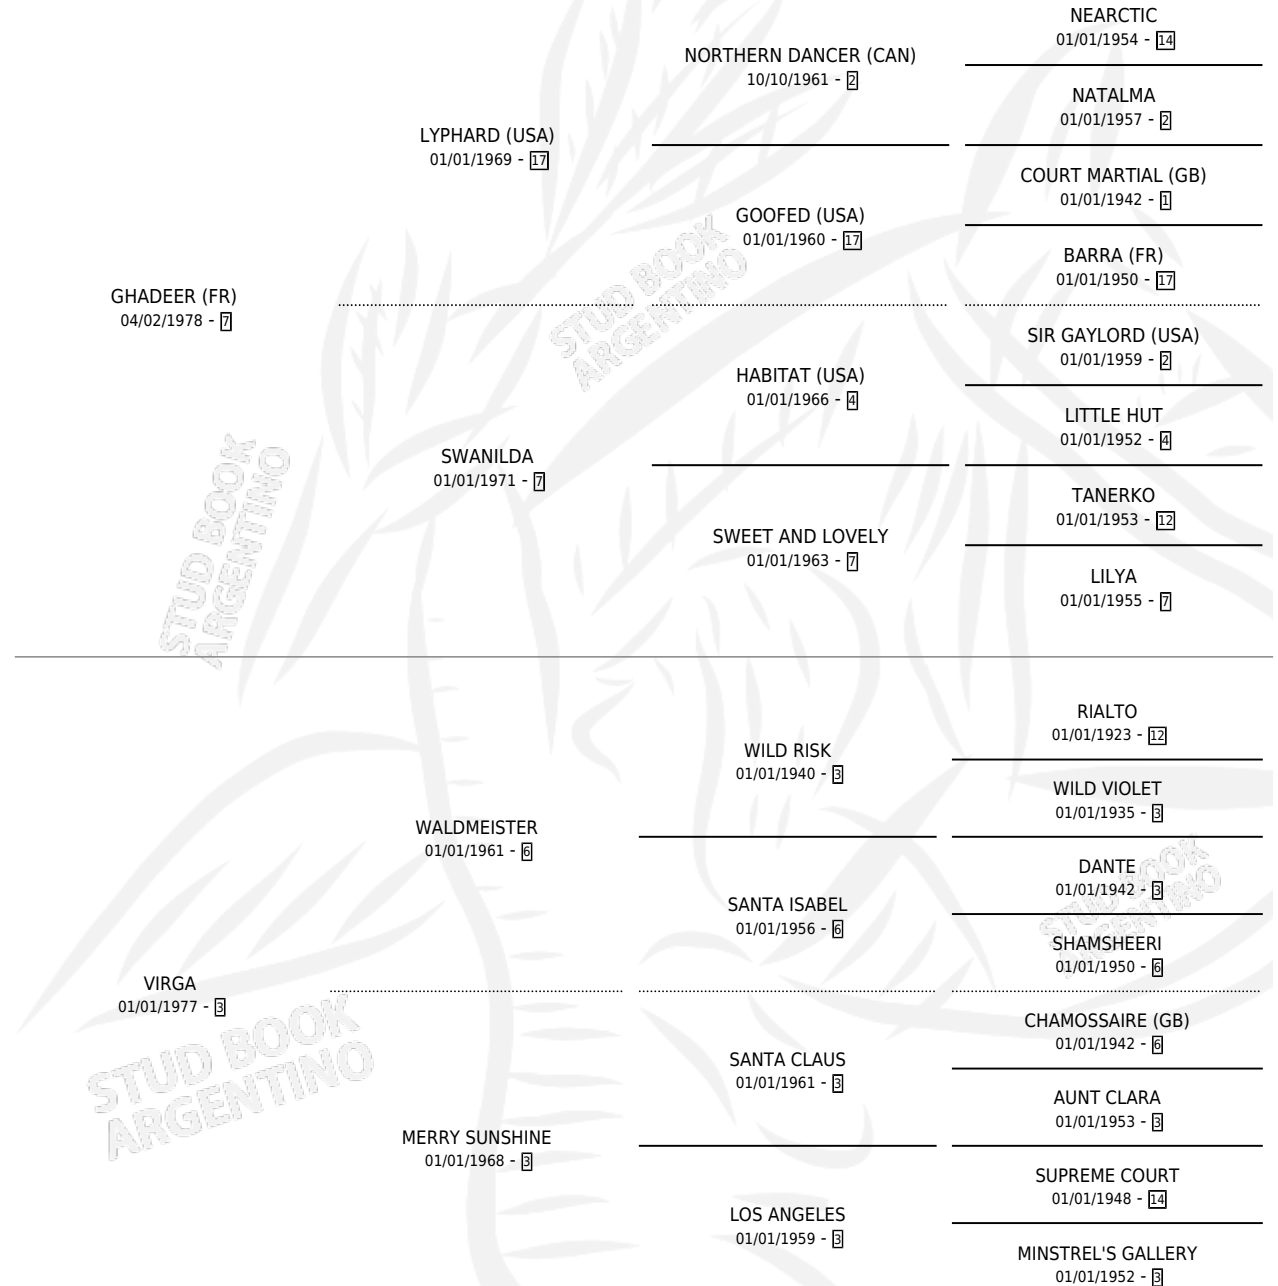 NEARCTIC
01/01/1954 - 14
NORTHERN DANCER (CAN)
10/10/1961 - 2
NATALMA
01/01/1957 - 2
LYPHARD (USA)
01/01/1969 - 17
COURT MARTIAL (GB)
01/01/1942 - 1
GOOFED (USA)
01/01/1960 - 17
BARRA (FR)
01/01/1950 - 17
GHADEER (FR)
04/02/1978 - 7
STUD BOOK
ARGENTINO
SIR GAYLORD (USA)
01/01/1959 - 2
HABITAT (USA)
01/01/1966 - 4
LITTLE HUT
01/01/1952 - 4
SWANILDA
01/01/1971 - 7
TANERKO
01/01/1953 - 12
SWEET AND LOVELY
01/01/1963 - 7
LILYA
01/01/1955 - 7
STUD BOOK
ARGENTINO
RIALTO
01/01/1923 - 12
WILD RISK
01/01/1940 - 3
WILD VIOLET
01/01/1935 - 3
WALDMEISTER
01/01/1961 - 6
DANTE
01/01/1942 - 3
SANTA ISABEL
01/01/1956 - 6
SHAMSHEERI
01/01/1950 - 6
STUD BOOK
ARGENTINO
VIRGA
01/01/1977 - 3
CHAMOSSAIRE (GB)
01/01/1942 - 6
SANTA CLAUS
01/01/1961 - 3
AUNT CLARA
01/01/1953 - 3
STUD BOOK
ARGENTINO
MERRY SUNSHINE
01/01/1968 - 3
SUPREME COURT
01/01/1948 - 14
LOS ANGELES
01/01/1959 - 3
MINSTREL'S GALLERY
01/01/1952 - 3